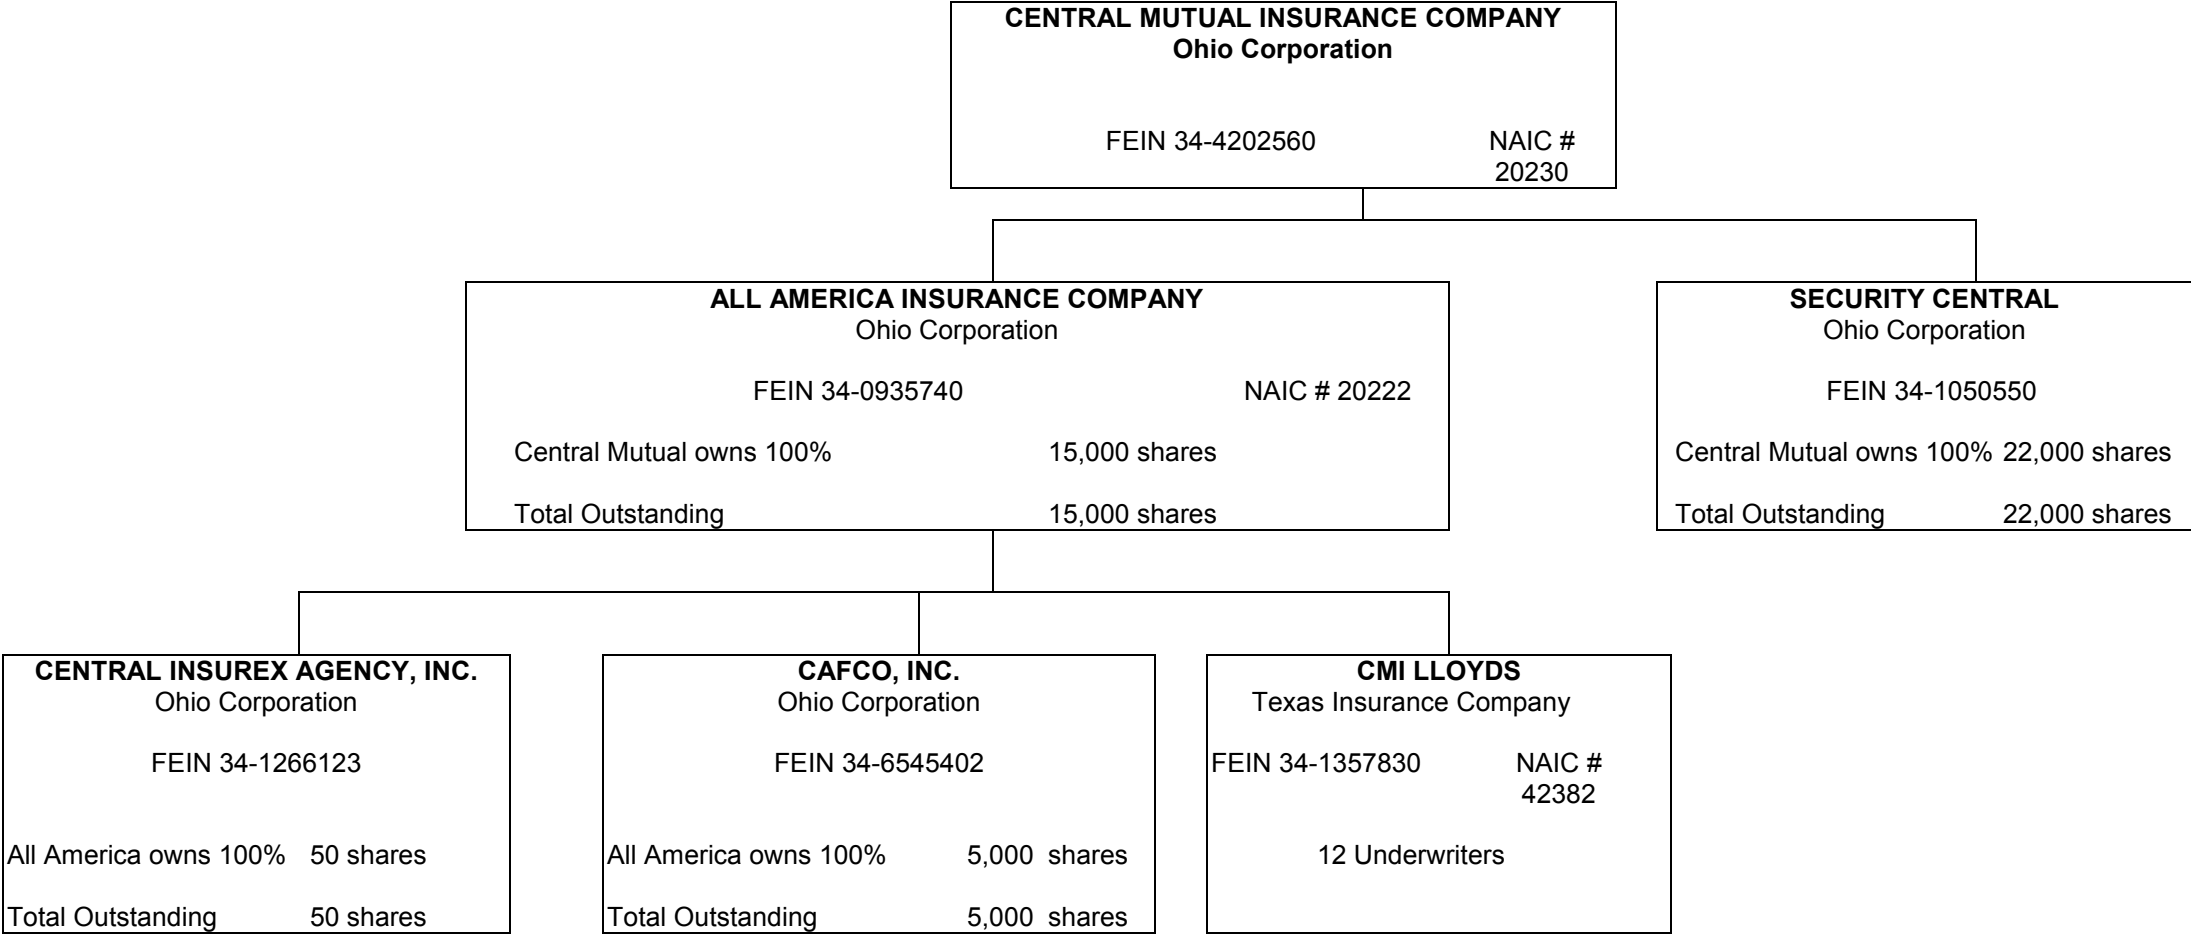 CENTRAL MUTUAL INSURANCE COMPANY
Ohio Corporation
FEIN 34-4202560 NAIC #
20230
ALL AMERICA INSURANCE COMPANY
Ohio Corporation
FEIN 34-0935740 NAIC # 20222
Central Mutual owns 100% 15,000 shares
Total Outstanding 15,000 shares
SECURITY CENTRAL
Ohio Corporation
FEIN 34-1050550
Central Mutual owns 100% 22,000 shares
Total Outstanding 22,000 shares
CENTRAL INSUREX AGENCY, INC.
Ohio Corporation
FEIN 34-1266123
All America owns 100% 50 shares
Total Outstanding 50 shares
CAFCO, INC.
Ohio Corporation
FEIN 34-6545402
All America owns 100% 5,000 shares
Total Outstanding 5,000 shares
CMI LLOYDS
Texas Insurance Company
FEIN 34-1357830 NAIC #
42382
12 Underwriters